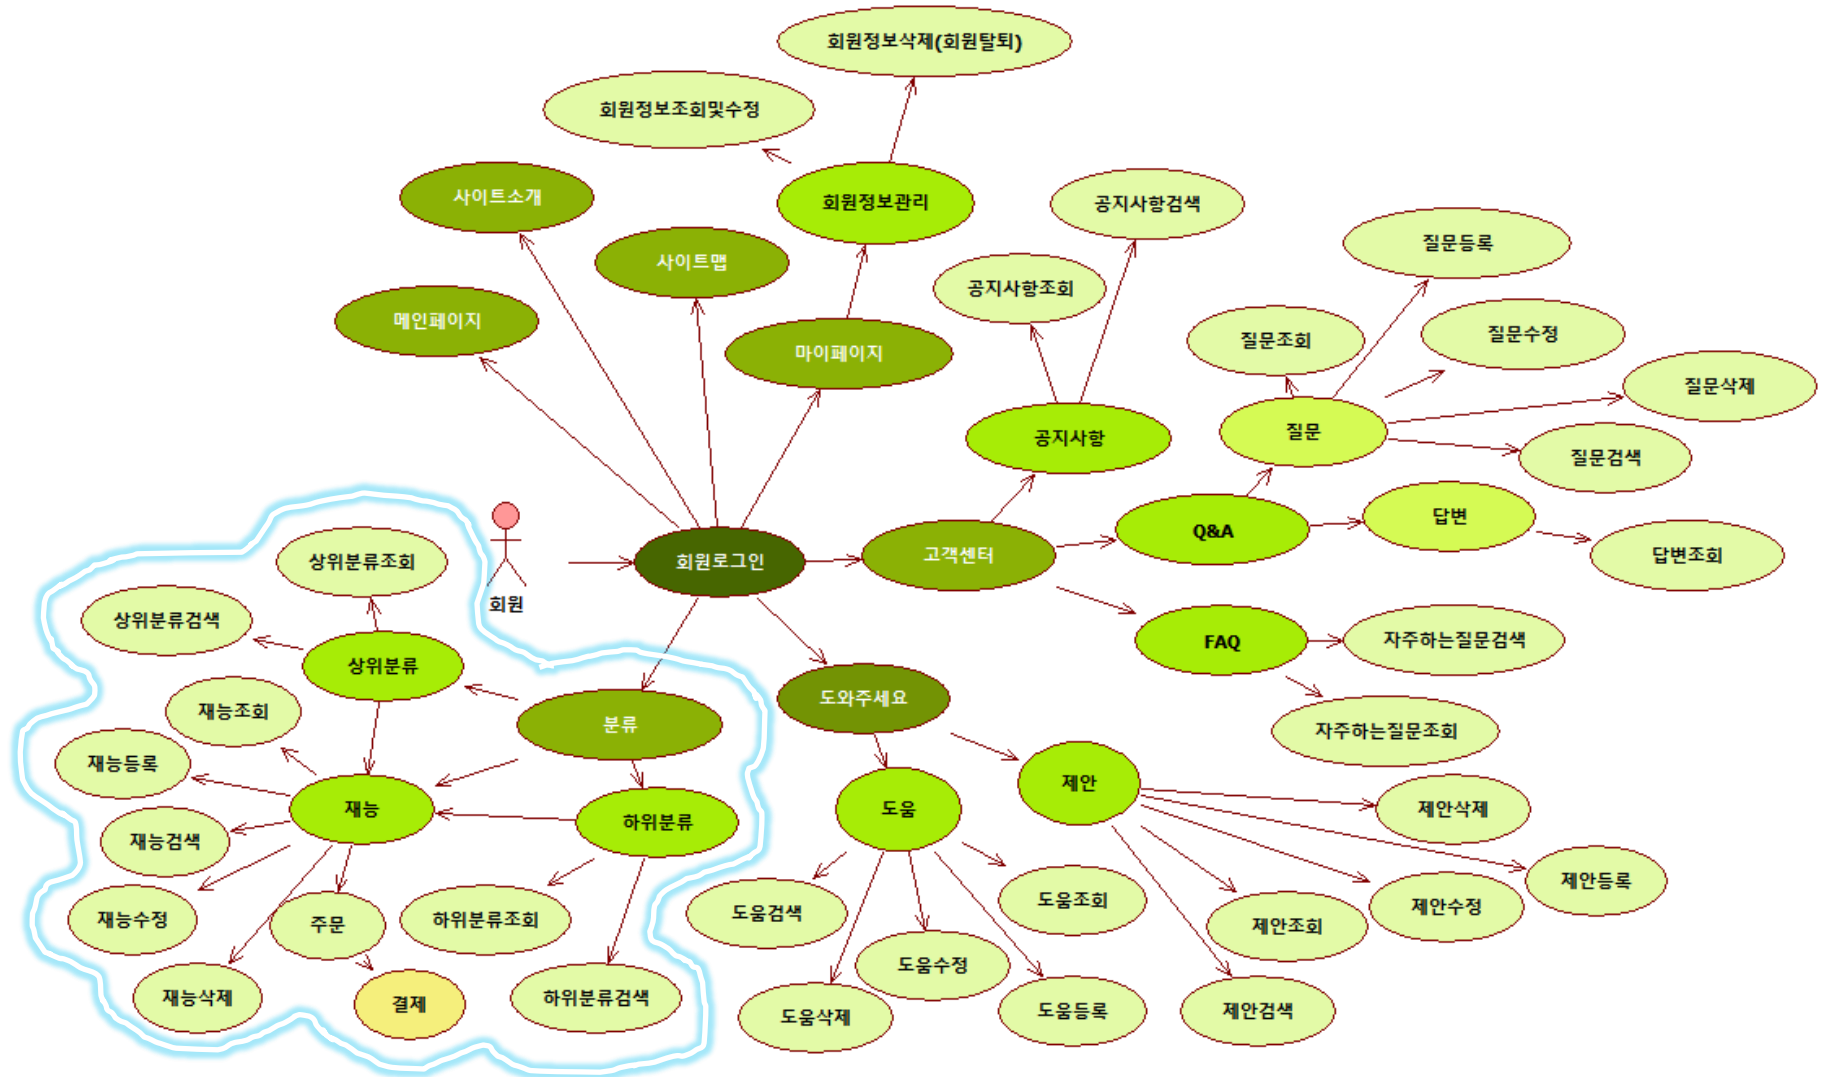 회원정보삭제(회원탈퇴)
회원정보조회및수정
사이트소개
회원정보관리
공지사항검색
질문등록
사이트맵
공지사항조회
메인페이지
질문조회
질문수정
마이페이지
질문삭제
공지사항
질문
질문검색
Q&A
답변
상위분류조회
회원로그인
고객센터
답변조회
회원
상위분류검색
FAQ
자주하는질문검색
상위분류
도와주세요
재능조회
분류
자주하는질문조회
재능등록
제안
재능
하위분류
도움
제안삭제
재능검색
제안등록
재능수정
주문
하위분류조회
도움검색
도움조회
제안조회
제안수정
도움수정
재능삭제
결제
하위분류검색
도움삭제
도움등록
제안검색